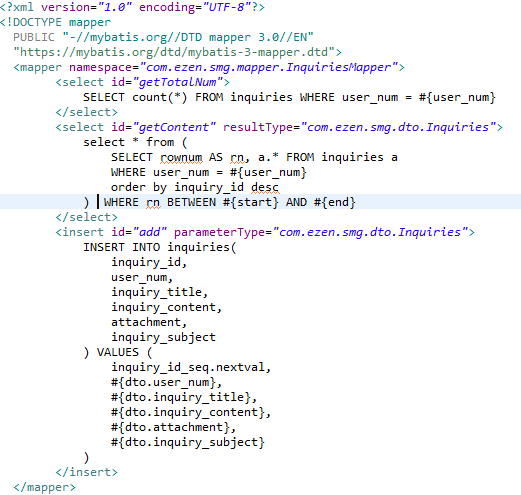 <?xml version="1.0" encoding="UTF-8"?>
<!DOCTYPE mapper
  PUBLIC "-//mybatis.org//DTD mapper 3.0//EN"
  "https://mybatis.org/dtd/mybatis-3-mapper.dtd">
  <mapper namespace="com.ezen.smg.mapper.InquiriesMapper">
        <select id="getTotalNum">
            SELECT count(*) FROM inquiries WHERE user_num = #{user_num}
        </select>
        <select id="getContent" resultType="com.ezen.smg.dto.Inquiries">
            select * from (
                SELECT rownum AS rn, a.* FROM inquiries a
                WHERE user_num = #{user_num}
                order by inquiry_id desc
            )  WHERE rn BETWEEN #{start} AND #{end}
        </select>
        <insert id="add" parameterType="com.ezen.smg.dto.Inquiries">
            INSERT INTO inquiries(
                inquiry_id,
                user_num,
                inquiry_title,
                inquiry_content,
                attachment,
                inquiry_subject
            ) VALUES (
                inquiry_id_seq.nextval,
                #{dto.user_num},
                #{dto.inquiry_title},
                #{dto.inquiry_content},
                #{dto.attachment},
                #{dto.inquiry_subject}
            )
        </insert>
  </mapper>